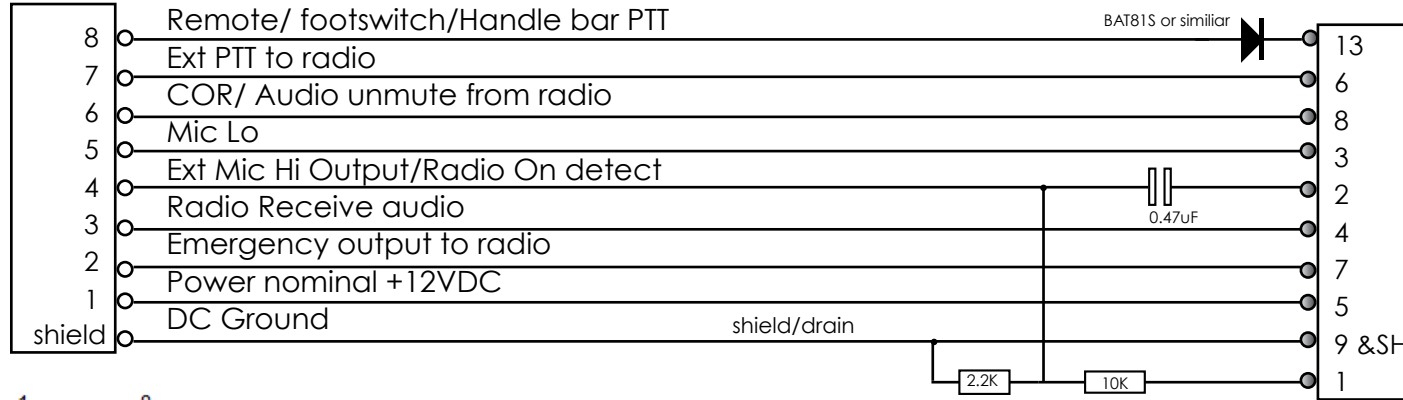 8 Remote/ footswitch/Handle bar PTT BAT81S or similiar 13
7 Ext PTT to radio 6
6 COR/ Audio unmute from radio 8
5 Mic Lo 3
4 Ext Mic Hi Output/Radio On detect 2
0.47uF
3 Radio Receive audio 4
2 Emergency output to radio 7
1 Power nominal +12VDC 5
shield DC Ground shield/drain 9 &SH
2.2K 10K 1